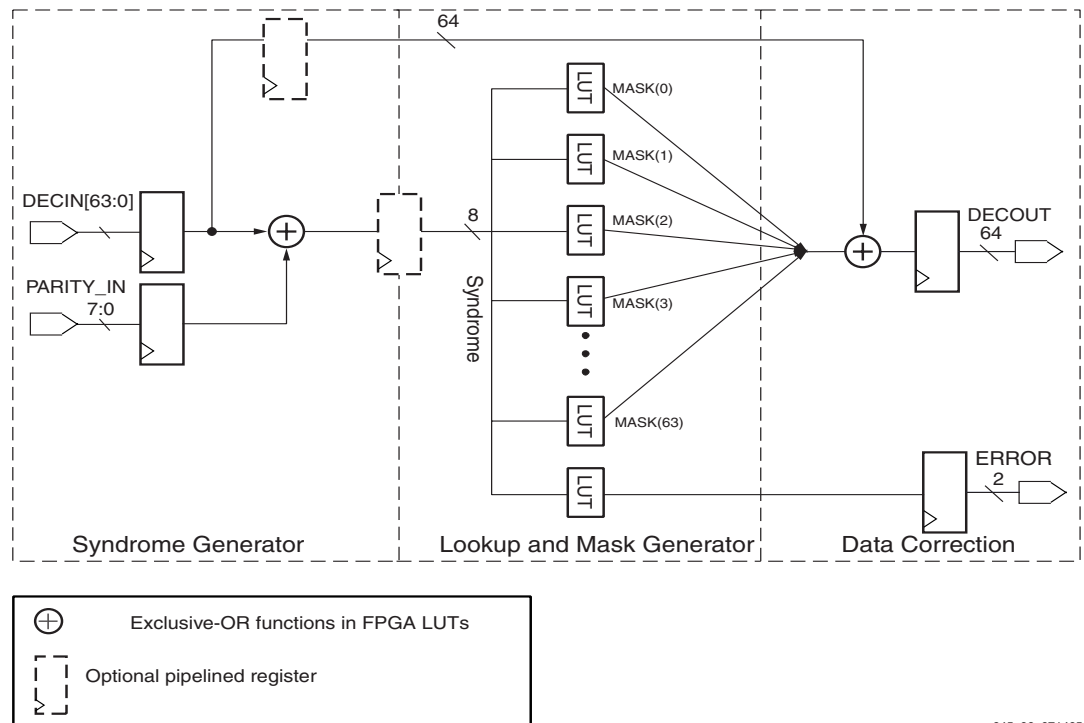 64
LUT
MASK(0)
LUT
MASK(1)
DECIN[63:0]
8
LUT
MASK(2)
DECOUT
64
PARITY_IN
7:0
Syndrome
LUT
MASK(3)
LUT
MASK(63)
LUT
ERROR
2
Syndrome Generator
Lookup and Mask Generator
Data Correction
Exclusive-OR functions in FPGA LUTs
Optional pipelined register